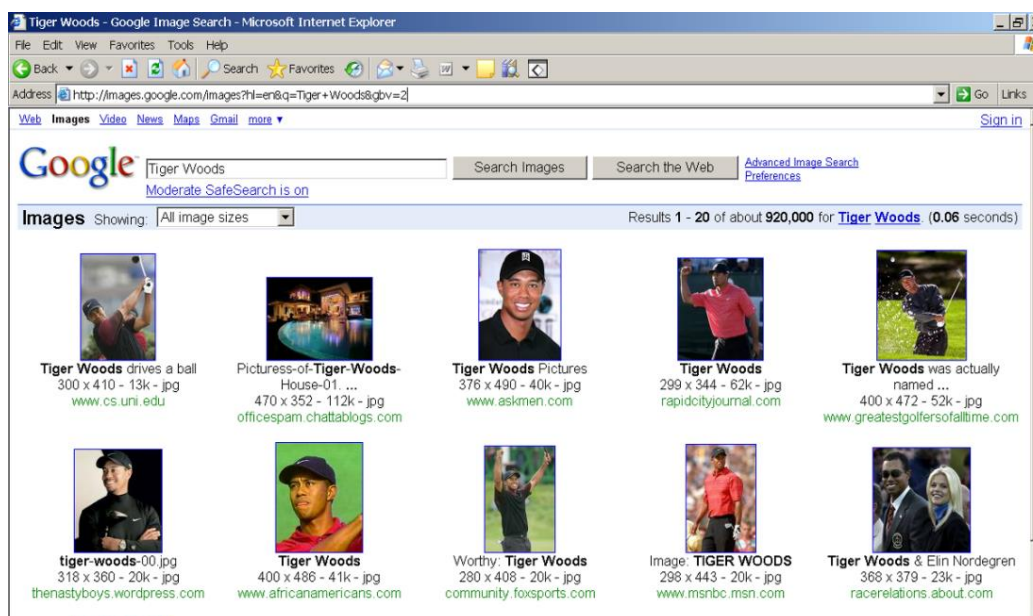 Tiger Woods - Google Image Search - Microsoft Internet Explorer
File Edit View Favorites Tools Help
Back Search Favorites
Address http://images.google.com/images?hl=en&q=Tiger+Woods&gbv=2 Go Links
Web Images Video News Maps Gmail more ▼ Sign in
Google Tiger Woods Search Images Search the Web Advanced Image Search
Preferences
Moderate SafeSearch is on
Images Showing: All image sizes Results 1 - 20 of about 920,000 for Tiger Woods. (0.06 seconds)
Tiger Woods drives a ball
300 x 410 - 13k - jpg
www.cs.uni.edu
Picturess-of-Tiger-Woods-
House-01. ...
470 x 352 - 112k - jpg
officespam.chattablogs.com
Tiger Woods Pictures
376 x 490 - 40k - jpg
www.askmen.com
Tiger Woods
299 x 344 - 62k - jpg
rapidcityjournal.com
Tiger Woods was actually
named ...
400 x 472 - 52k - jpg
www.greatestgolfersofalltime.com
tiger-woods-00.jpg
318 x 360 - 20k - jpg
thenastyboys.wordpress.com
Tiger Woods
400 x 486 - 41k - jpg
www.africanamericans.com
Worthy: Tiger Woods
280 x 408 - 20k - jpg
community.foxsports.com
Image: TIGER WOODS
298 x 443 - 20k - jpg
www.msnbc.msn.com
Tiger Woods & Elin Nordegren
368 x 379 - 23k - jpg
racerelations.about.com